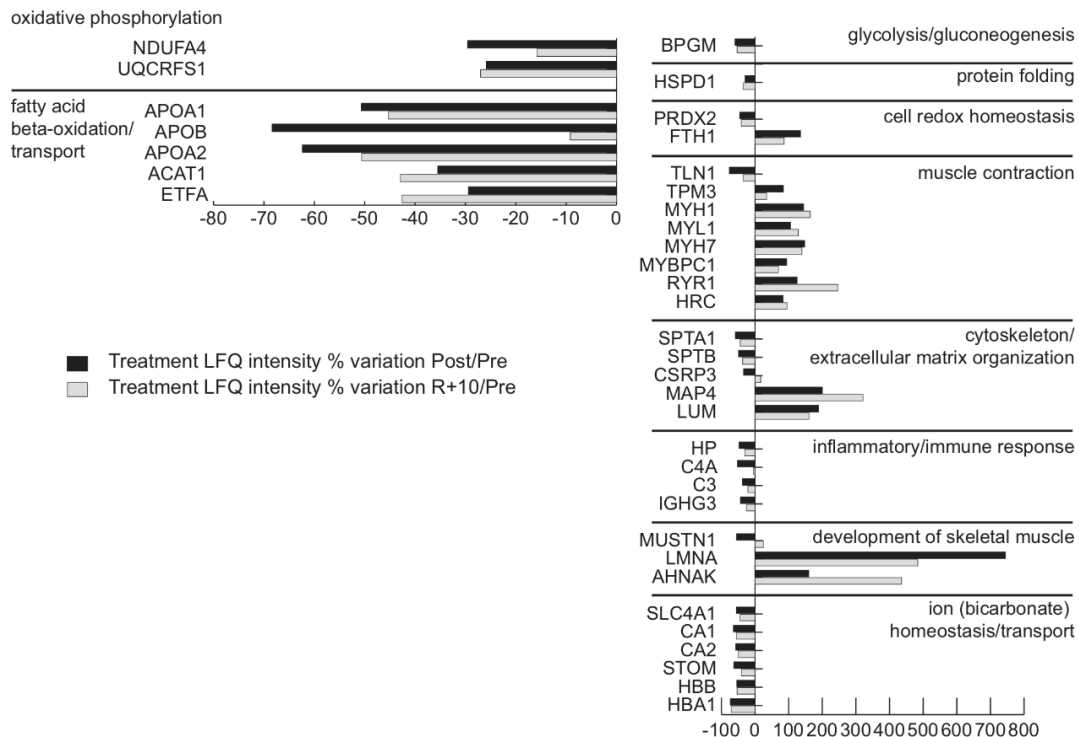 oxidative phosphorylation
NDUFA4
UQCRFS1
fatty acid
beta-oxidation/
transport
APOA1
APOB
APOA2
ACAT1
ETFA
-80 -70 -60 -50 -40 -30 -20 -10 0
Treatment LFQ intensity % variation Post/Pre
Treatment LFQ intensity % variation R+10/Pre
glycolysis/gluconeogenesis
BPGM
protein folding
HSPD1
cell redox homeostasis
PRDX2
FTH1
muscle contraction
TLN1
TPM3
MYH1
MYL1
MYH7
MYBPC1
RYR1
HRC
cytoskeleton/
extracellular matrix organization
SPTA1
SPTB
CSRP3
MAP4
LUM
inflammatory/immune response
HP
C4A
C3
IGHG3
development of skeletal muscle
MUSTN1
LMNA
AHNAK
ion (bicarbonate)
homeostasis/transport
SLC4A1
CA1
CA2
STOM
HBB
HBA1
-100 0 100 200 300 400 500 600 700 800